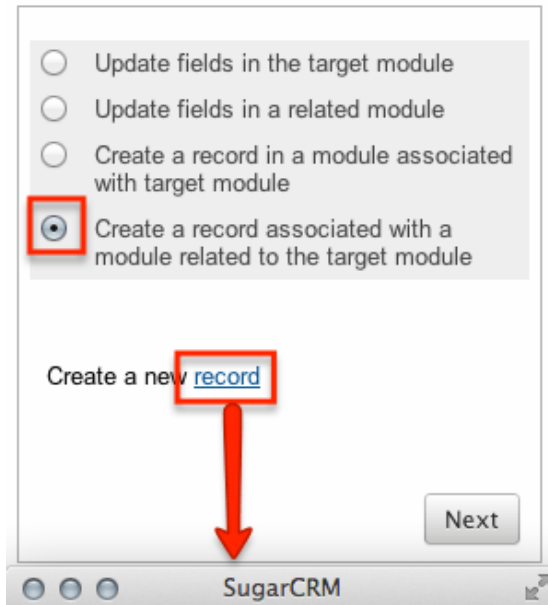 Update fields in the target module
Update fields in a related module
Create a record in a module associated
with target module
Create a record associated with a
module related to the target module
Create a new record
Next
SugarCRM